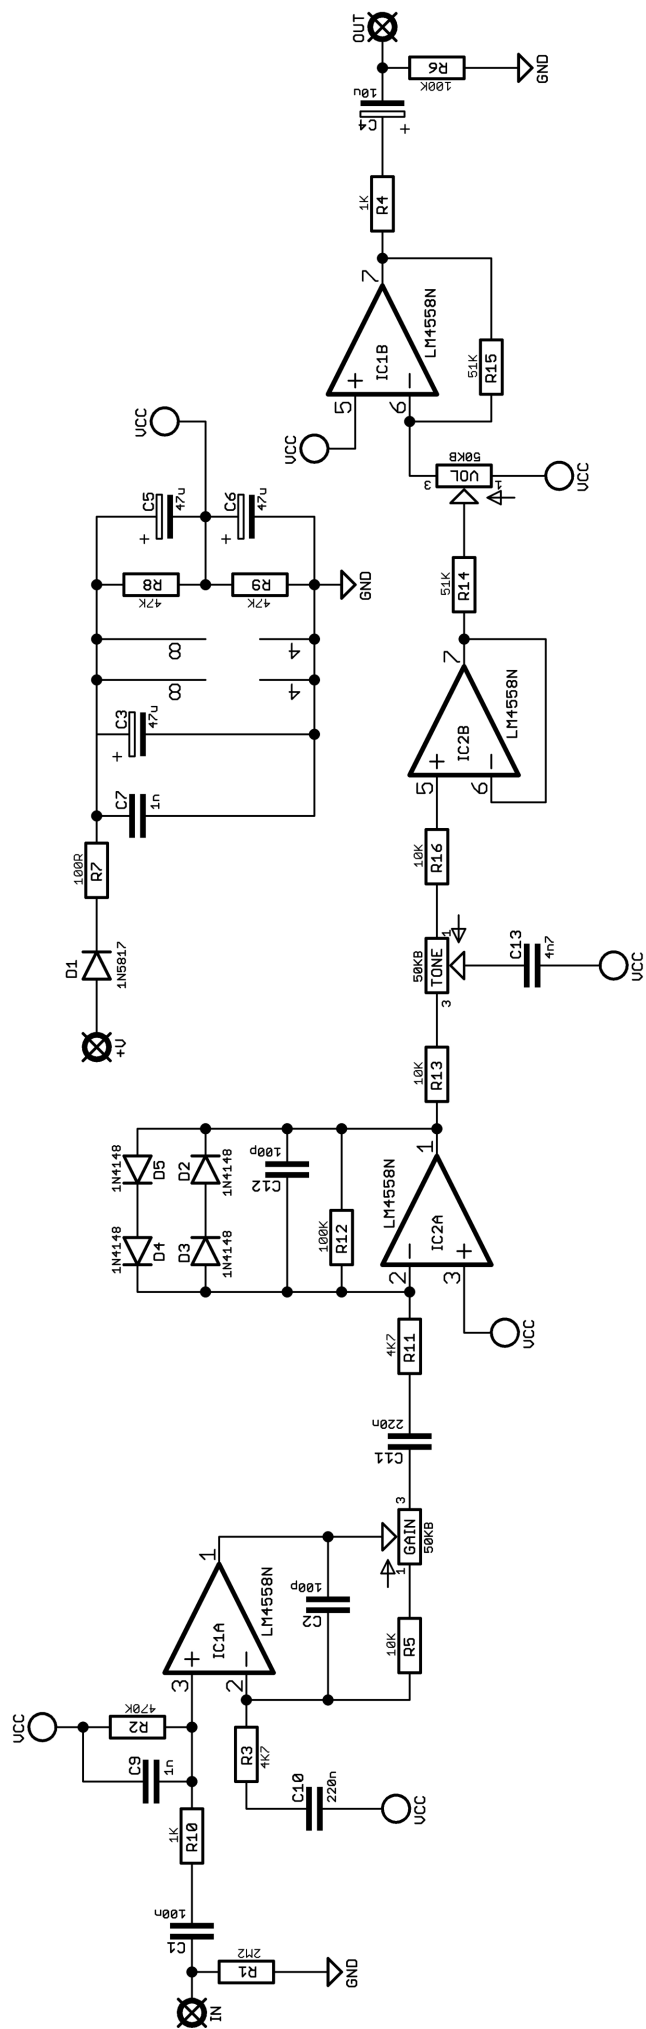 OUT
R6
100K
GND
10u
C4
+
1K
R4
7
IC1B
LM4558N
+
-
5
6
51K
R15
VCC
VCC
C5
47u
+
C6
47u
+
R8
47K
R9
47K
GND
8
4
8
4
C3
47u
+
C7
1n
100R
R7
D1
1N5817
+V
3
VOL
50KB
1
VCC
51K
R14
7
IC2B
LM4558N
+
-
5
6
10K
R16
1
50KB
TONE
3
C13
4n7
VCC
10K
R13
1N4148
D5
D2
1N4148
100p
C12
1N4148
D4
D3
1N4148
100K
R12
LM4558N
1
IC2A
-
+
2
3
VCC
4K7
R11
220n
C11
3
GAIN
50KB
1
1
IC1A
LM4558N
+
-
3
2
100p
C2
10K
R5
VCC
R2
470K
C9
1n
R3
4K7
C10
220n
VCC
1K
R10
100n
C1
R1
2M2
GND
IN